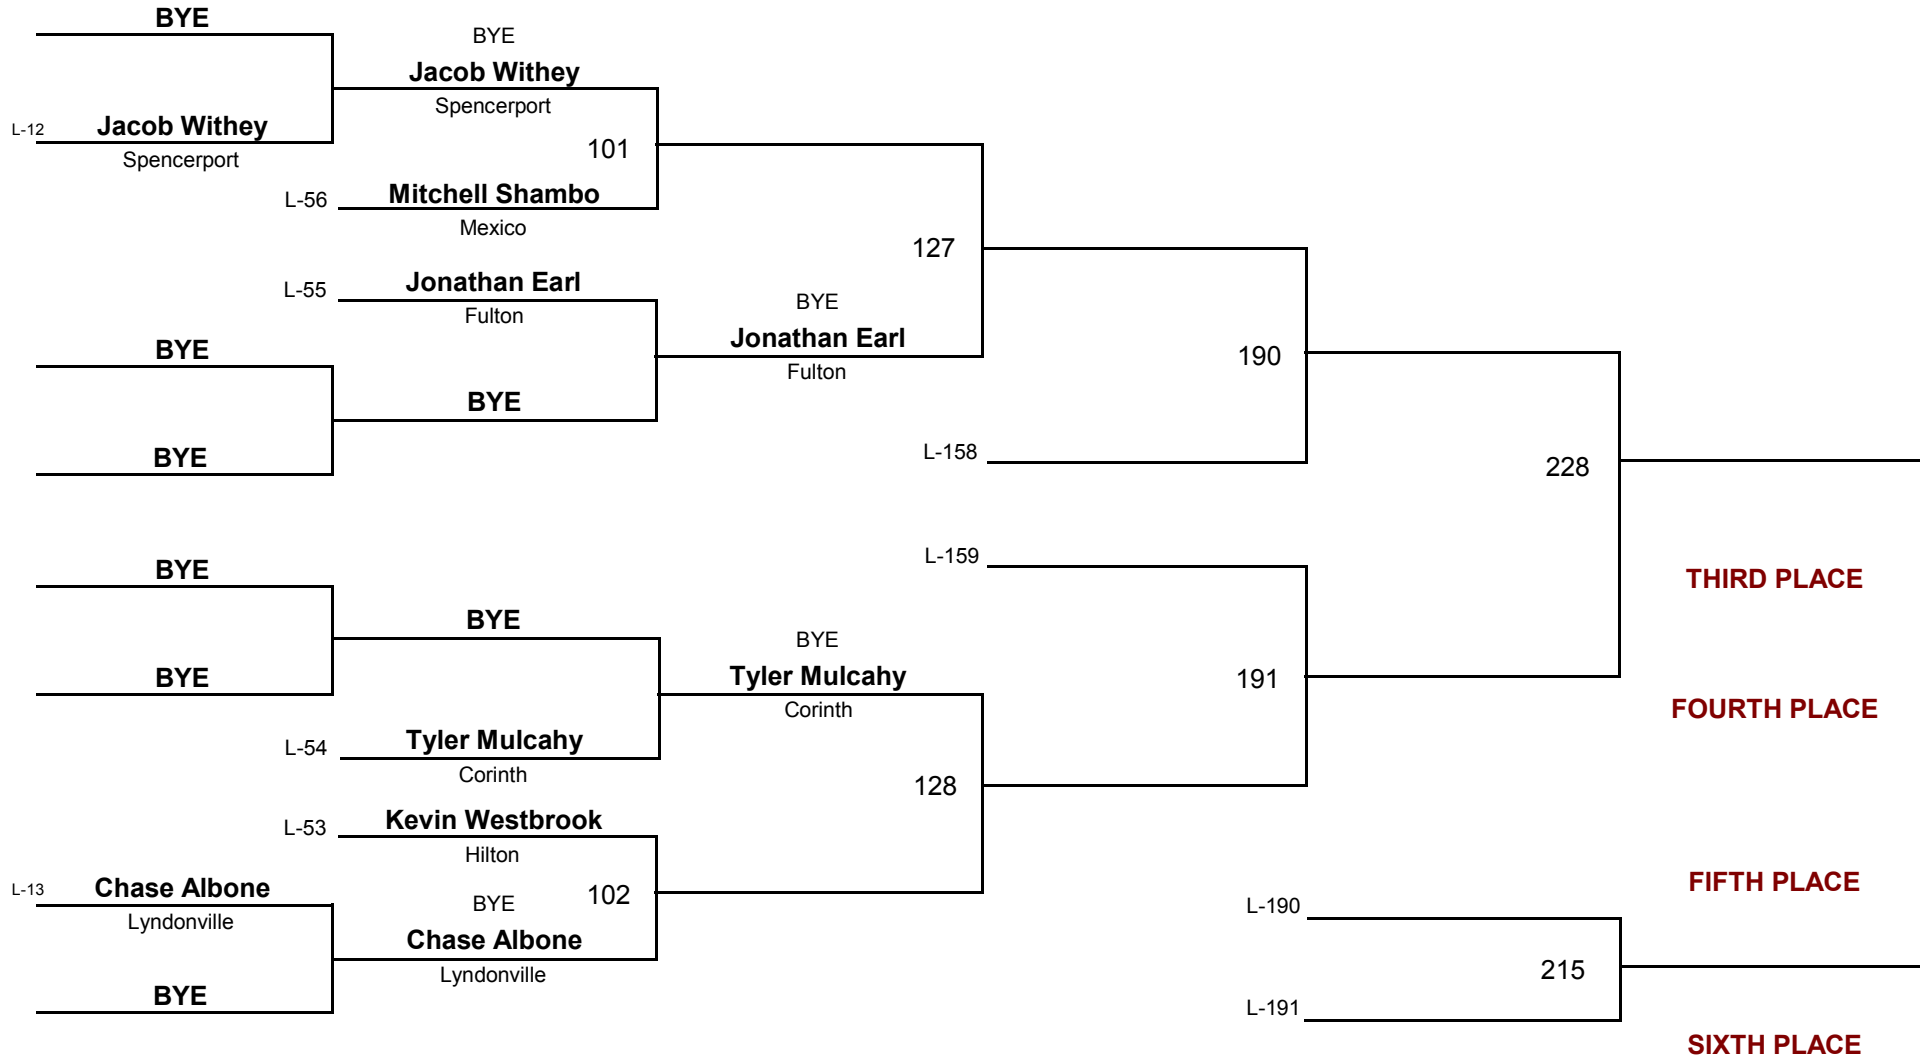 BYE
BYE
Jacob Withey
Spencerport
L-12
Jacob Withey
Spencerport
101
L-56
Mitchell Shambo
Mexico
127
L-55
Jonathan Earl
Fulton
BYE
Jonathan Earl
Fulton
BYE
BYE
BYE
190
L-158
228
L-159
BYE
BYE
BYE
BYE
Tyler Mulcahy
Corinth
191
THIRD PLACE
FOURTH PLACE
L-54
Tyler Mulcahy
Corinth
128
L-53
Kevin Westbrook
Hilton
102
L-13
Chase Albone
Lyndonville
BYE
Chase Albone
Lyndonville
BYE
FIFTH PLACE
L-190
215
L-191
SIXTH PLACE